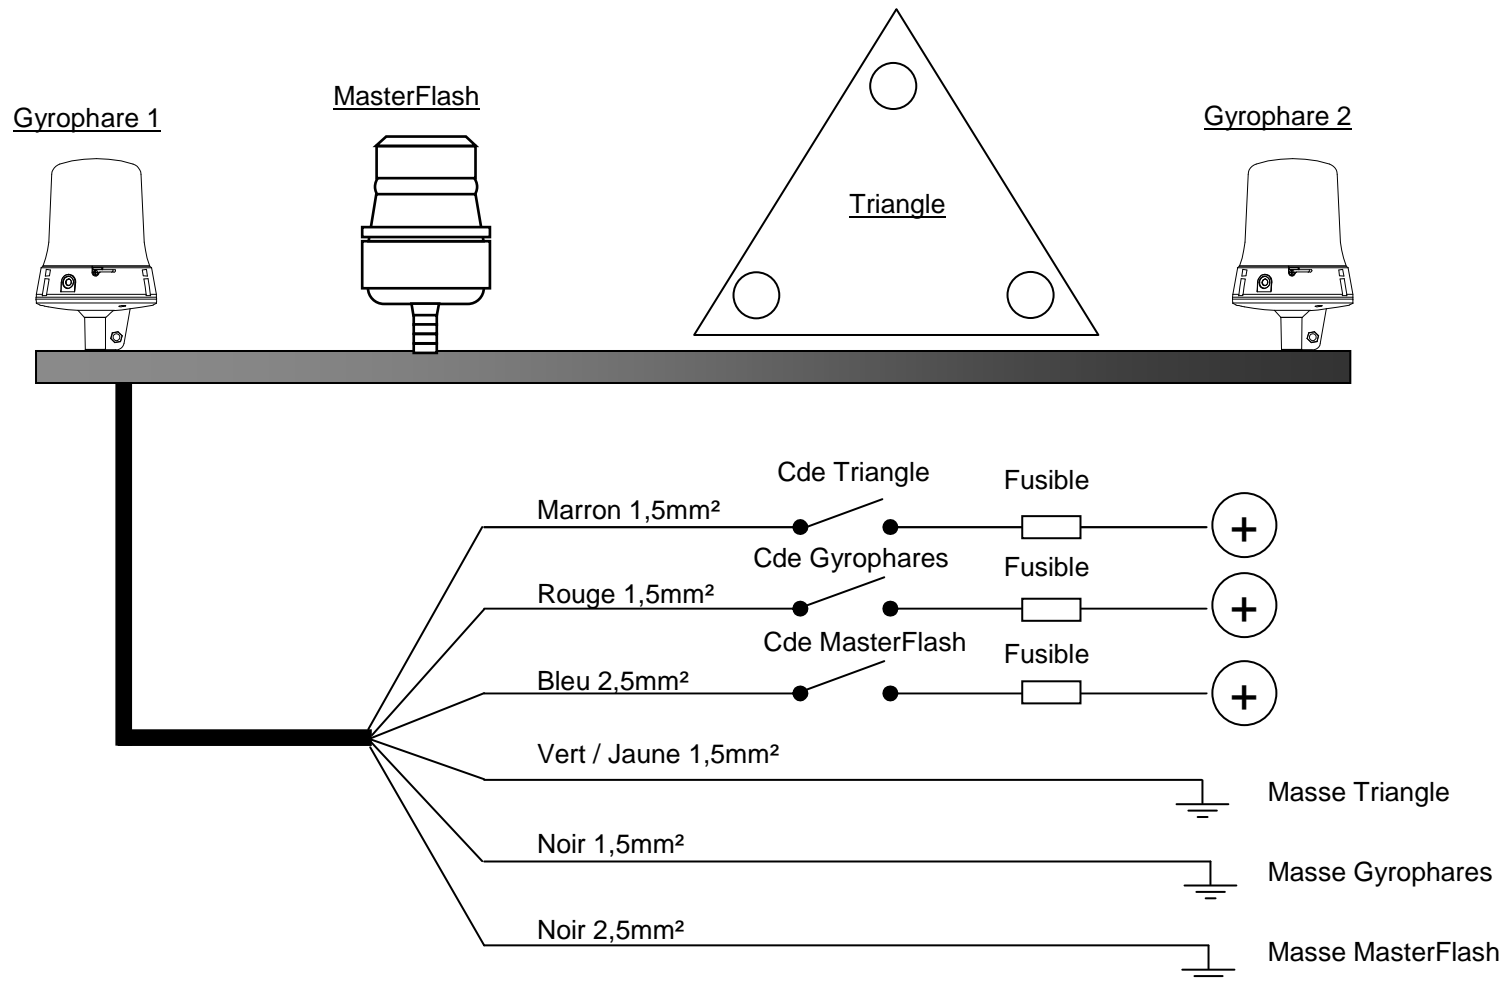 MasterFlash
Gyrophare 1
Gyrophare 2
Triangle
Cde Triangle
Fusible
Marron 1,5mm²
+
Cde Gyrophares
Fusible
Rouge 1,5mm²
+
Cde MasterFlash
Fusible
Bleu 2,5mm²
+
Vert / Jaune 1,5mm²
Masse Triangle
Noir 1,5mm²
Masse Gyrophares
Noir 2,5mm²
Masse MasterFlash